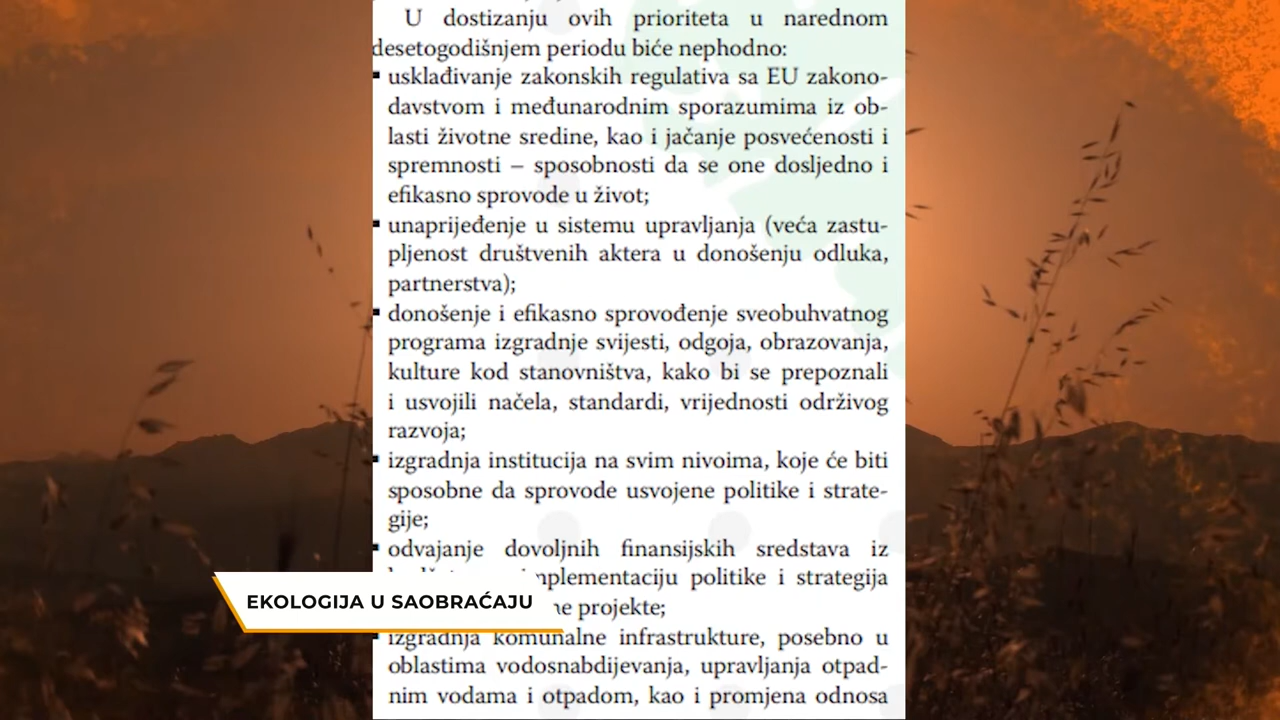 U dostizanju ovih prioriteta u narednom
desetogodišnjem periodu biće nephodno:
▪ usklađivanje zakonskih regulativa sa EU zakono-
davstvom i međunarodnim sporazumima iz ob-
lasti životne sredine, kao i jačanje posvećenosti i
spremnosti – sposobnosti da se one dosljedno i
efikasno sprovode u život;
▪ unaprijeđenje u sistemu upravljanja (veća zastu-
pljenost društvenih aktera u donošenju odluka,
partnerstva);
▪ donošenje i efikasno sprovođenje sveobuhvatnog
programa izgradnje svijesti, odgoja, obrazovanja,
kulture kod stanovništva, kako bi se prepoznali
i usvojili načela, standardi, vrijednosti održivog
razvoja;
▪ izgradnja institucija na svim nivoima, koje će biti
sposobne da sprovode usvojene politike i strate-
gije;
▪ odvajanje dovoljnih finansijskih sredstava iz
politike i strategija
projekte;
EKOLOGIJA U SAOBRAĆAJU
▪ izgradnja komunalne infrastrukture, posebno u
oblastima vodosnabdijevanja, upravljanja otpad-
nim vodama i otpadom, kao i promjena odnosa